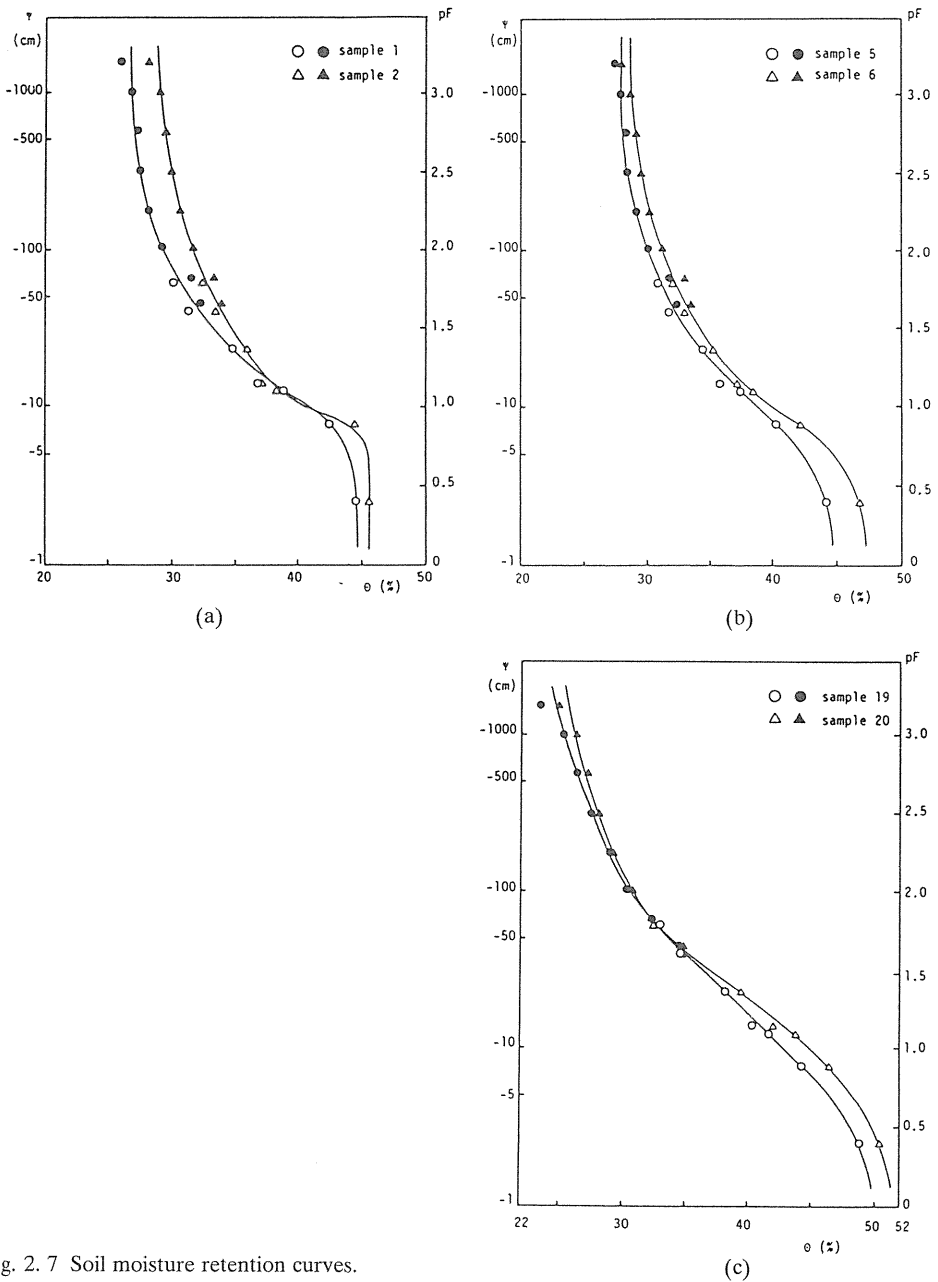 Ψ
(cm)
pF
○ ● sample 1
△ ▲ sample 2
-1000
-500
-100
-50
-10
-5
-1
3.0
2.5
2.0
1.5
1.0
0.5
0
20 30 40 50
θ (%)
(a)
Ψ
(cm)
pF
○ ● sample 5
△ ▲ sample 6
-1000
-500
-100
-50
-10
-5
-1
3.0
2.5
2.0
1.5
1.0
0.5
0
20 30 40 50
θ (%)
(b)
Ψ
(cm)
pF
○ ● sample 19
△ ▲ sample 20
-1000
-500
-100
-50
-10
-5
-1
3.0
2.5
2.0
1.5
1.0
0.5
0
22 30 40 50 52
θ (%)
(c)
g. 2. 7 Soil moisture retention curves.